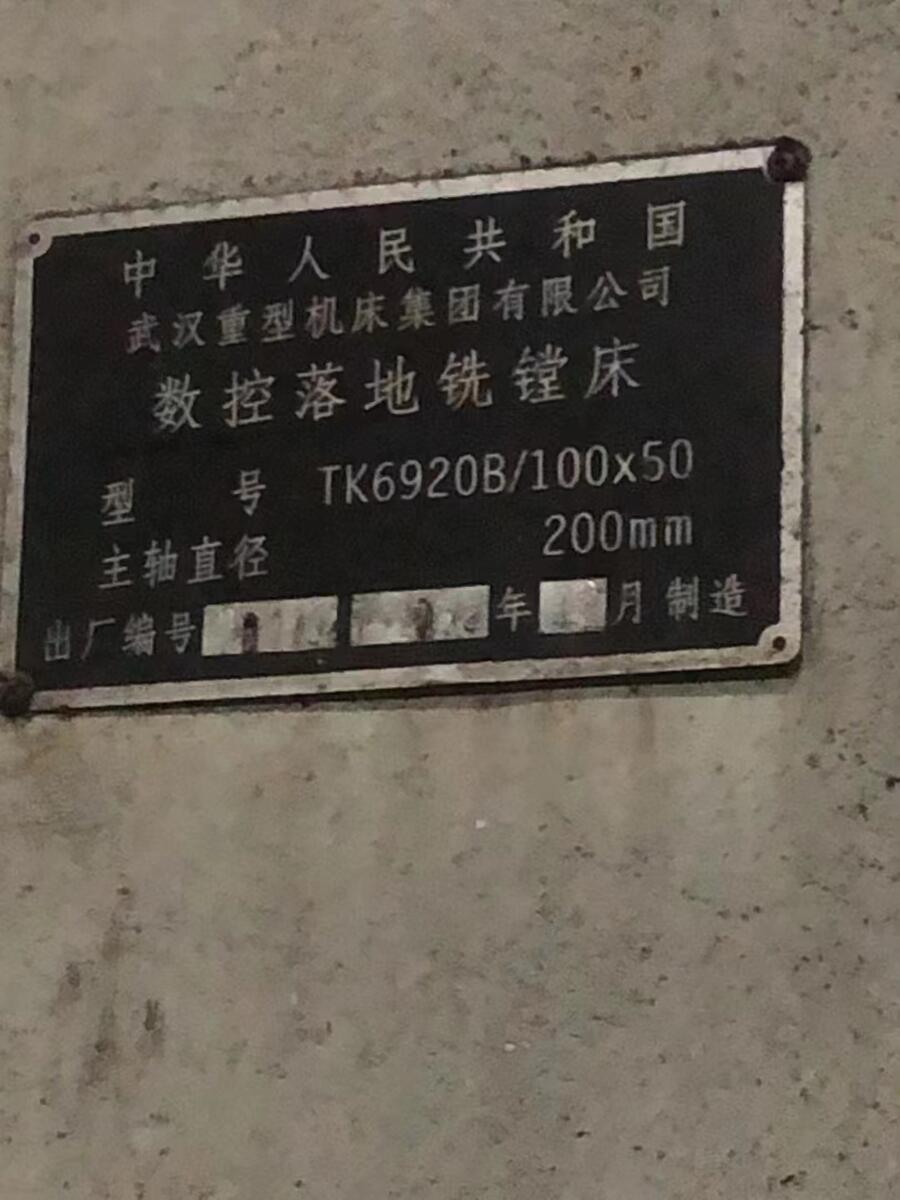 中华人民共和国
武汉重型机床集团有限公司
数控落地铣镗床
型号 TK6920B/100x50
主轴直径 200mm
出厂编号 年 月制造